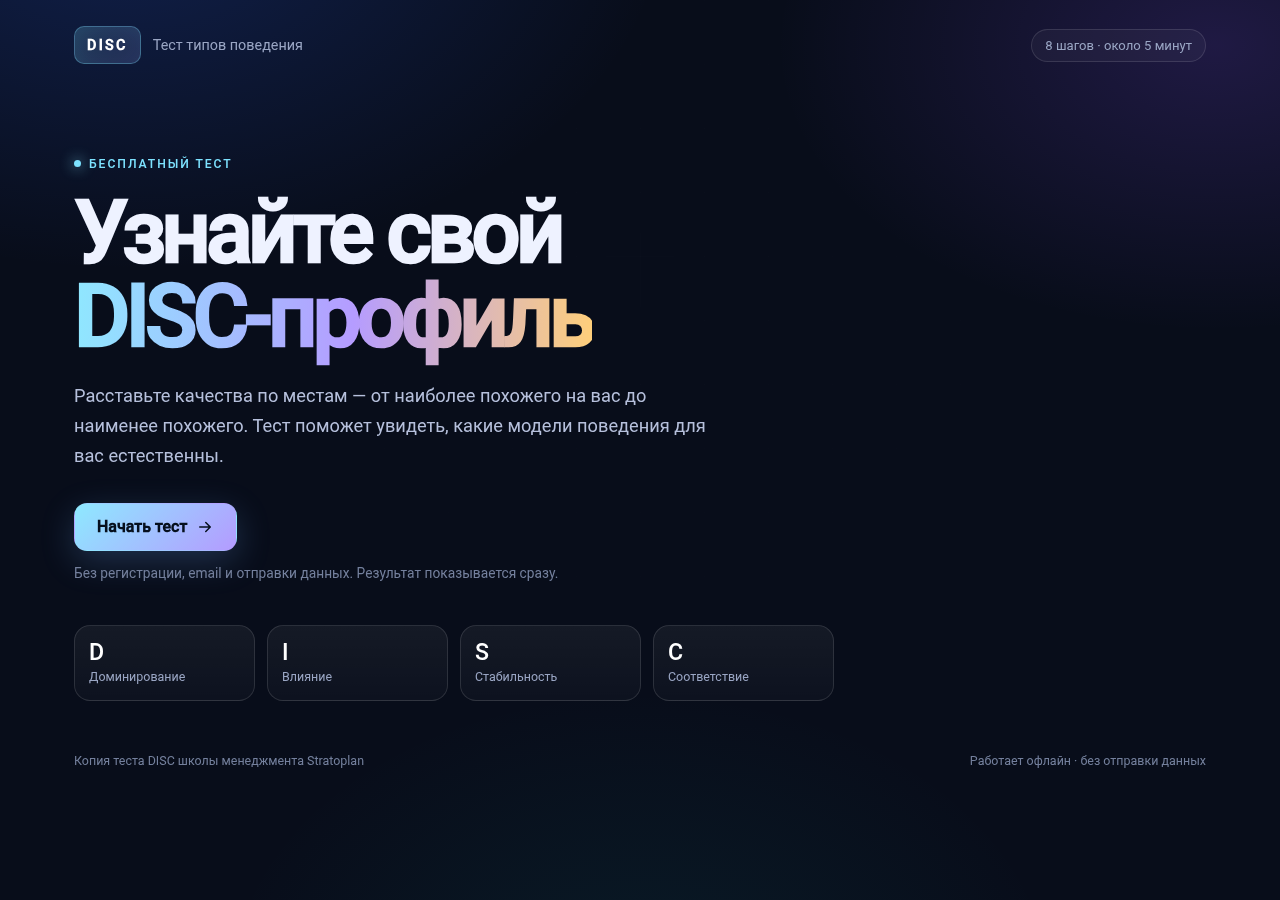 DISC
Тест типов поведения
8 шагов · около 5 минут
БЕСПЛАТНЫЙ ТЕСТ
Узнайте свой
DISC-профиль
Расставьте качества по местам — от наиболее похожего на вас до
наименее похожего. Тест поможет увидеть, какие модели поведения для
вас естественны.
Начать тест →
Без регистрации, email и отправки данных. Результат показывается сразу.
D
Доминирование
I
Влияние
S
Стабильность
C
Соответствие
Копия теста DISC школы менеджмента Stratoplan
Работает офлайн · без отправки данных